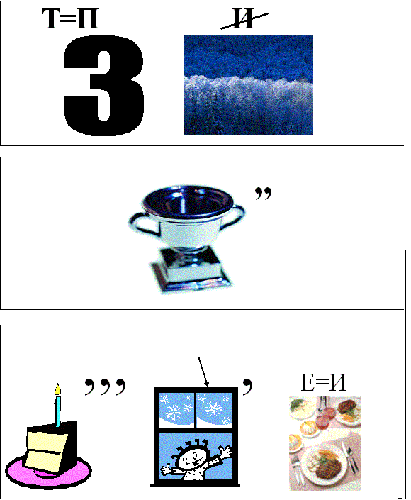 Т=П И
3
,,
,,, ,
Е=И